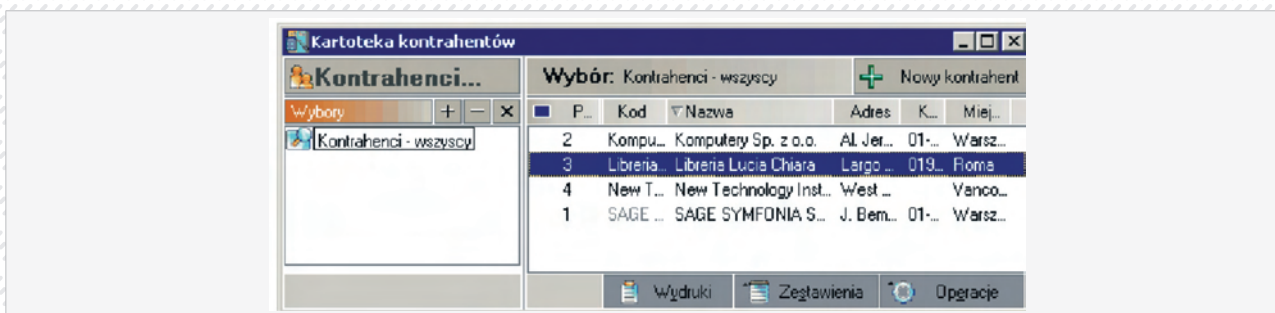 Kartoteka kontrahentów
Kontrahenci...
Wybór: Kontrahenci - wszyscy
Nowy kontrahent
Wybory
P... Kod Nazwa Adres K... Miej...
Kontrahenci - wszyscy
2 Kompu... Komputery Sp. z o.o. Al. Jer... 01-... Warsz...
3 Libreria... Libreria Lucia Chiara Largo ... 019... Roma
4 New T... New Technology Inst... West ... Vanco...
1 SAGE ... SAGE SYMFONIA S... J. Bem... 01-... Warsz...
Wydruki Zestawienia Operacje